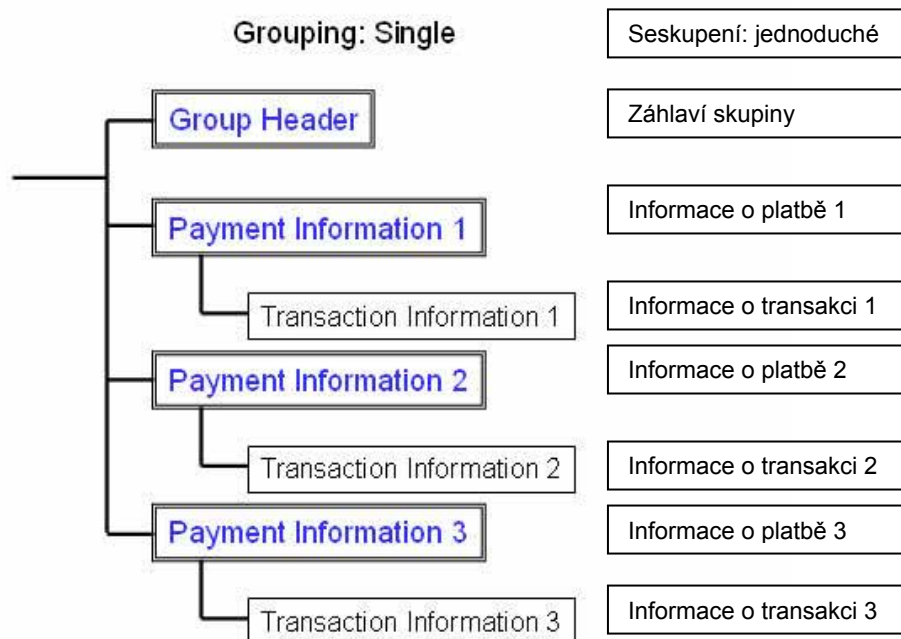 Grouping: Single
Seskupení: jednoduché
Group Header
Záhlaví skupiny
Payment Information 1
Informace o platbě 1
Transaction Information 1
Informace o transakci 1
Payment Information 2
Informace o platbě 2
Transaction Information 2
Informace o transakci 2
Payment Information 3
Informace o platbě 3
Transaction Information 3
Informace o transakci 3